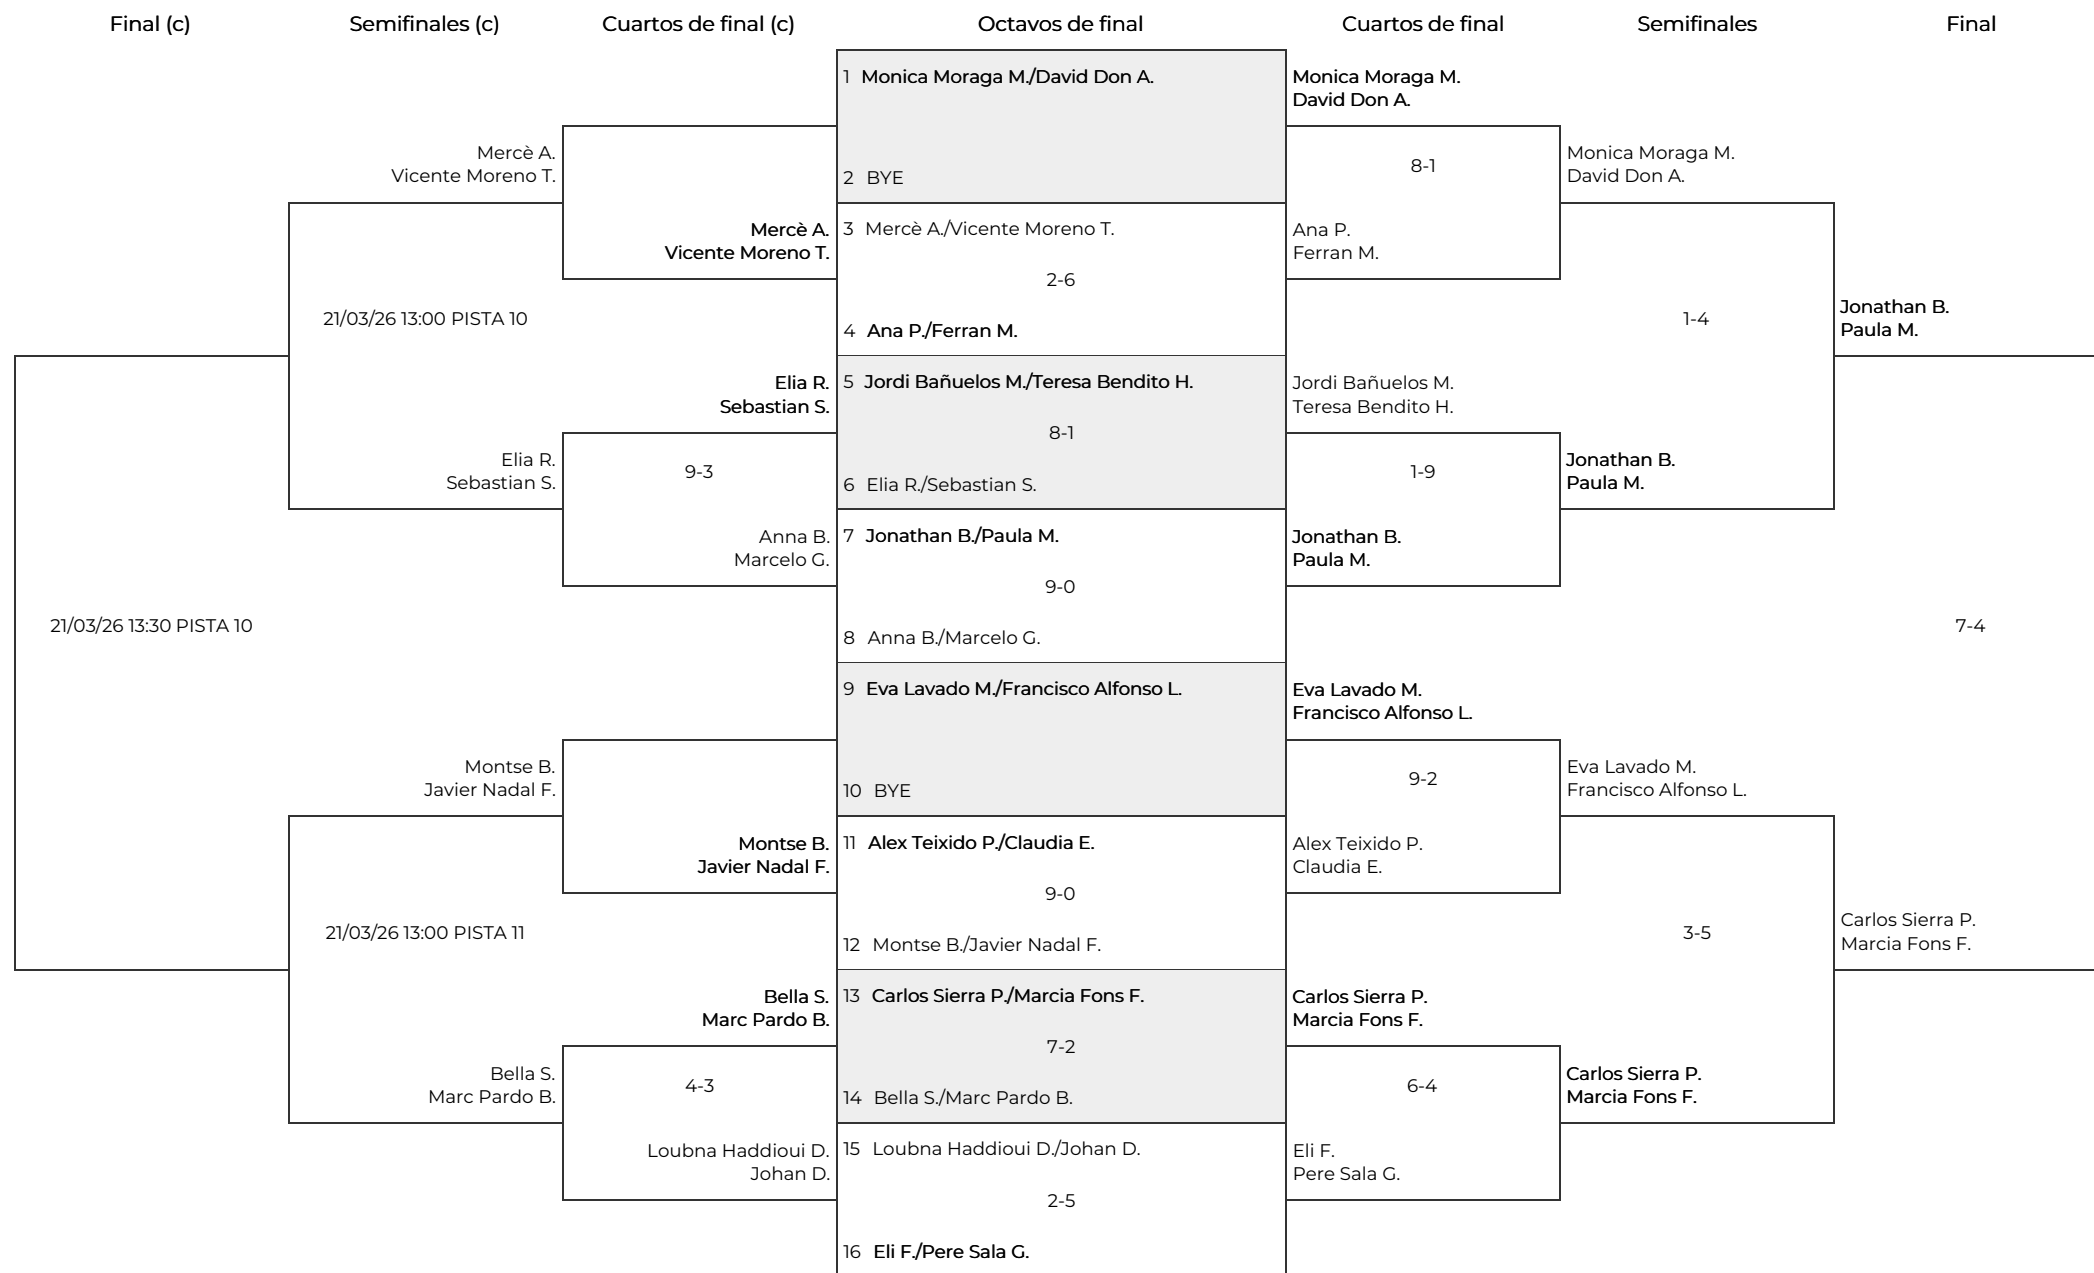 Final (c)
Semifinales (c)
Cuartos de final (c)
Octavos de final
Cuartos de final
Semifinales
Final
Mercè A.
Vicente Moreno T.
21/03/26 13:00 PISTA 10
Elia R.
Sebastian S.
21/03/26 13:30 PISTA 10
Montse B.
Javier Nadal F.
21/03/26 13:00 PISTA 11
Bella S.
Marc Pardo B.
Mercè A.
Vicente Moreno T.
Elia R.
Sebastian S.
9-3
Anna B.
Marcelo G.
Montse B.
Javier Nadal F.
Bella S.
Marc Pardo B.
4-3
Loubna Haddioui D.
Johan D.
1 Monica Moraga M./David Don A.
2 BYE
3 Mercè A./Vicente Moreno T.
2-6
4 Ana P./Ferran M.
5 Jordi Bañuelos M./Teresa Bendito H.
8-1
6 Elia R./Sebastian S.
7 Jonathan B./Paula M.
9-0
8 Anna B./Marcelo G.
9 Eva Lavado M./Francisco Alfonso L.
10 BYE
11 Alex Teixido P./Claudia E.
9-0
12 Montse B./Javier Nadal F.
13 Carlos Sierra P./Marcia Fons F.
7-2
14 Bella S./Marc Pardo B.
15 Loubna Haddioui D./Johan D.
2-5
16 Eli F./Pere Sala G.
Monica Moraga M.
David Don A.
8-1
Ana P.
Ferran M.
Jordi Bañuelos M.
Teresa Bendito H.
1-9
Jonathan B.
Paula M.
Eva Lavado M.
Francisco Alfonso L.
9-2
Alex Teixido P.
Claudia E.
Carlos Sierra P.
Marcia Fons F.
6-4
Eli F.
Pere Sala G.
Monica Moraga M.
David Don A.
1-4
Jonathan B.
Paula M.
Eva Lavado M.
Francisco Alfonso L.
3-5
Carlos Sierra P.
Marcia Fons F.
Jonathan B.
Paula M.
7-4
Carlos Sierra P.
Marcia Fons F.